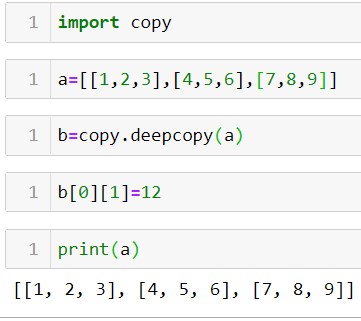 1 import copy
1 a=[[1,2,3],[4,5,6],[7,8,9]]
1 b=copy.deepcopy(a)
1 b[0][1]=12
1 print(a)
[[1, 2, 3], [4, 5, 6], [7, 8, 9]]